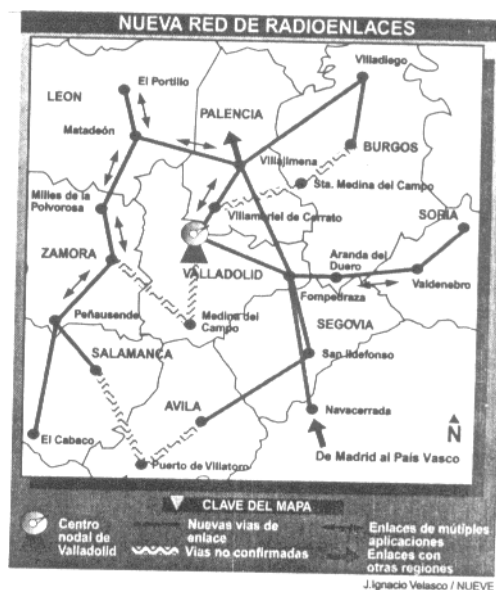 NUEVA RED DE RADIOENLACES
Villadiego
El Portillo
LEON
PALENCIA
Matadeón
BURGOS
Villajimena
Sta. Medina del Campo
Milles de la
Polvorosa
Villamuriel de Cerrato
SORIA
ZAMORA
Aranda del
Duero
VALLLADOLID
Valdenebro
Fompedraza
Peñausende
Medina del
Campo
SEGOVIA
SALAMANCA
San Ildefonso
AVILA
Navacerrada
N
El Cabaco
De Madrid al País Vasco
Puerto de Villatoro
CLAVE DEL MAPA
Centro
nodal de
Valladolid
Nuevas vías de
enlace
Vías no confirmadas
Enlaces de mútiples
aplicaciones
Enlaces con
otras regiones
J.Ignacio Velasco / NUEVE